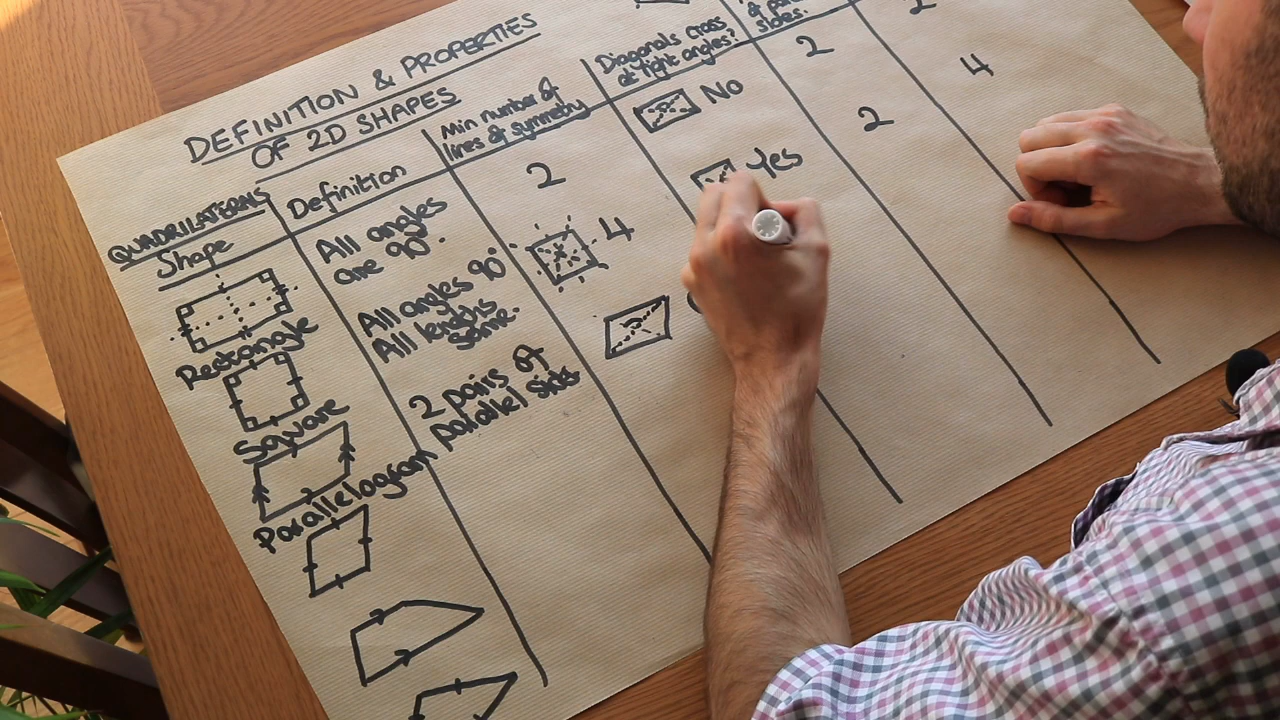 DEFINITION & PROPERTIES
OF 2D SHAPES
QUADRILATERALS
Shape
Definition
Min number of
lines of symmetry
Diagonals cross
at right angles?
sides.
Rectangle
All angles
are 90°.
2
No
2
2
Square
All angles 90°
All lengths
same.
4
Yes
2
4
Parallelogram
2 pairs of
parallel sides